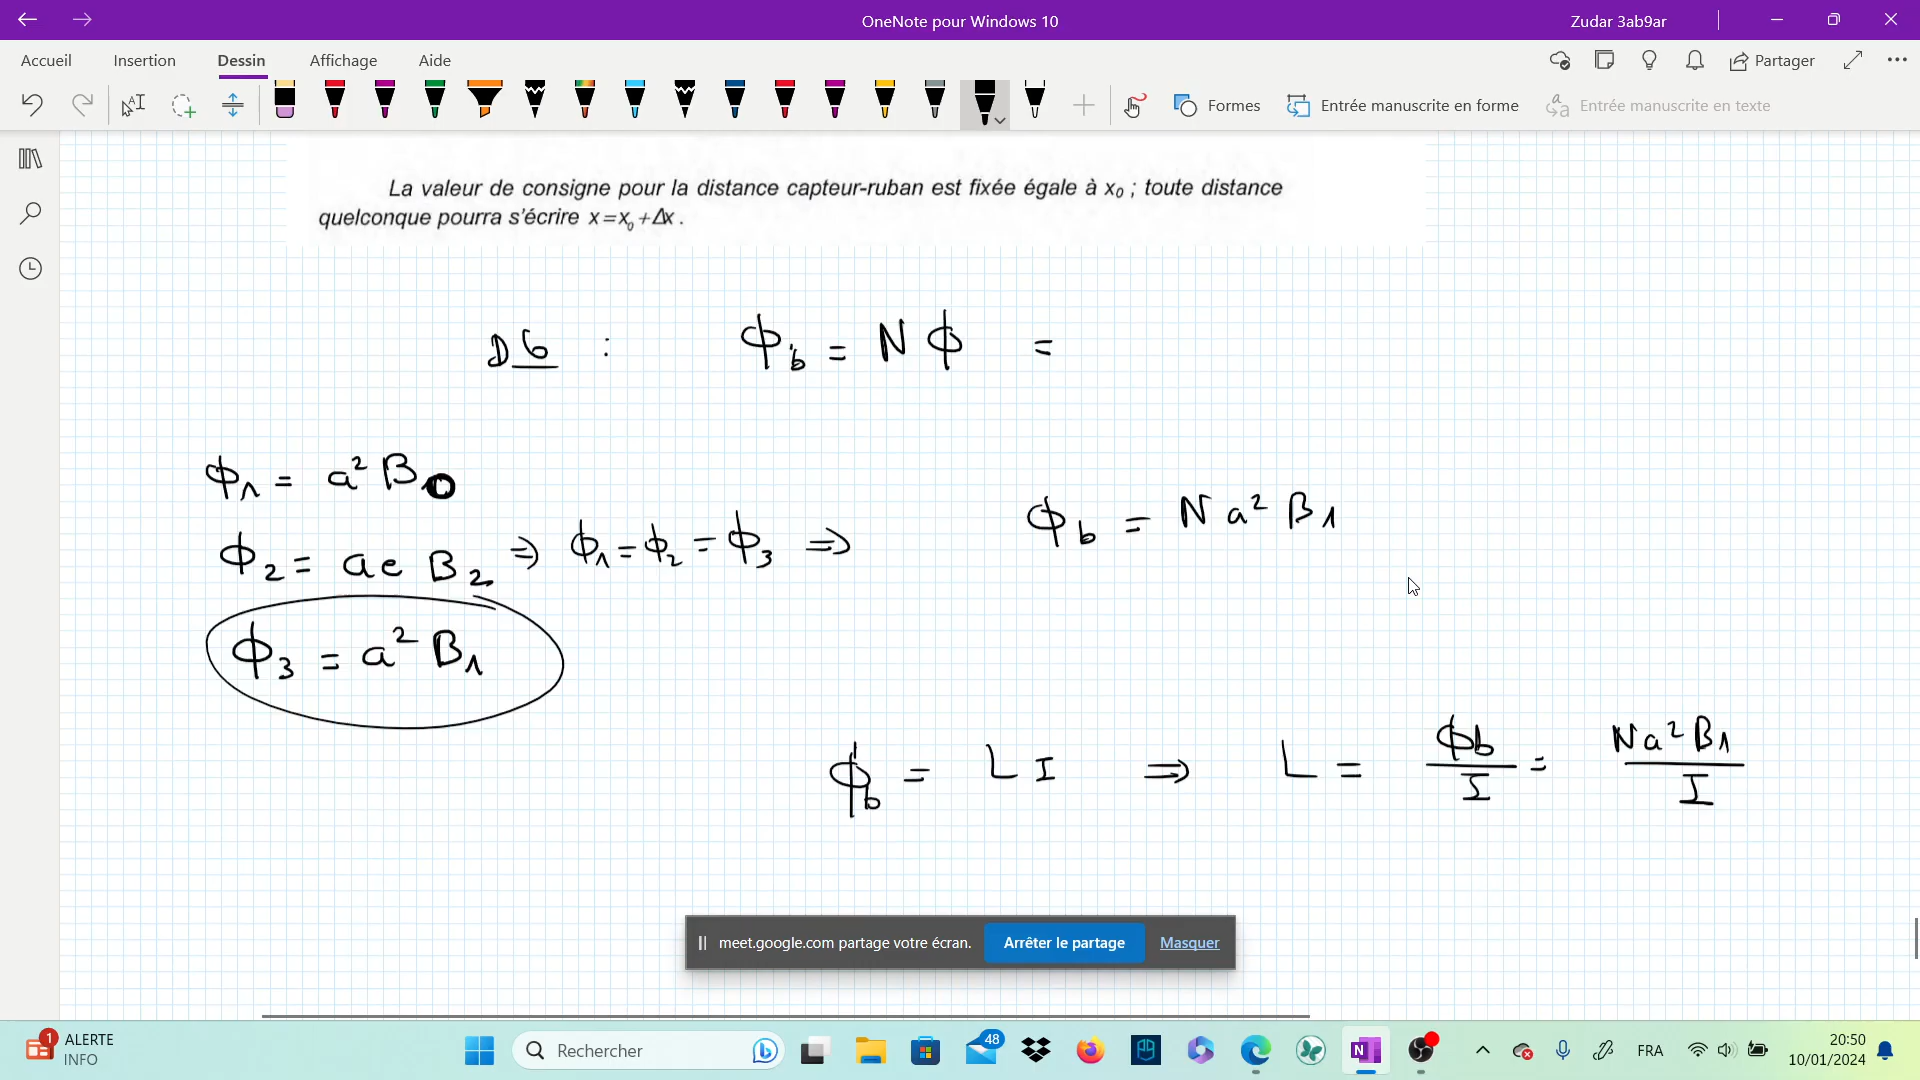 OneNote pour Windows 10
Zudar 3ab9ar
Accueil Insertion Dessin Affichage Aide
Partager
Formes
Entrée manuscrite en forme
Entrée manuscrite en texte
La valeur de consigne pour la distance capteur-ruban est fixée égale à x₀ ; toute distance
quelconque pourra s'écrire x=x₀+Δx .
D6 : ϕb = N ϕ =
ϕ1 = a² B
ϕ2 = a e B2 ⇒ ϕ1 = ϕ2 = ϕ3 ⇒
ϕb = N a² B1
ϕ3 = a² B1
ϕb = L I ⇒ L = ϕb / I = N a² B1 / I
meet.google.com partage votre écran. Arrêter le partage Masquer
1 ALERTE
INFO
Rechercher
48
FRA
20:50
10/01/2024